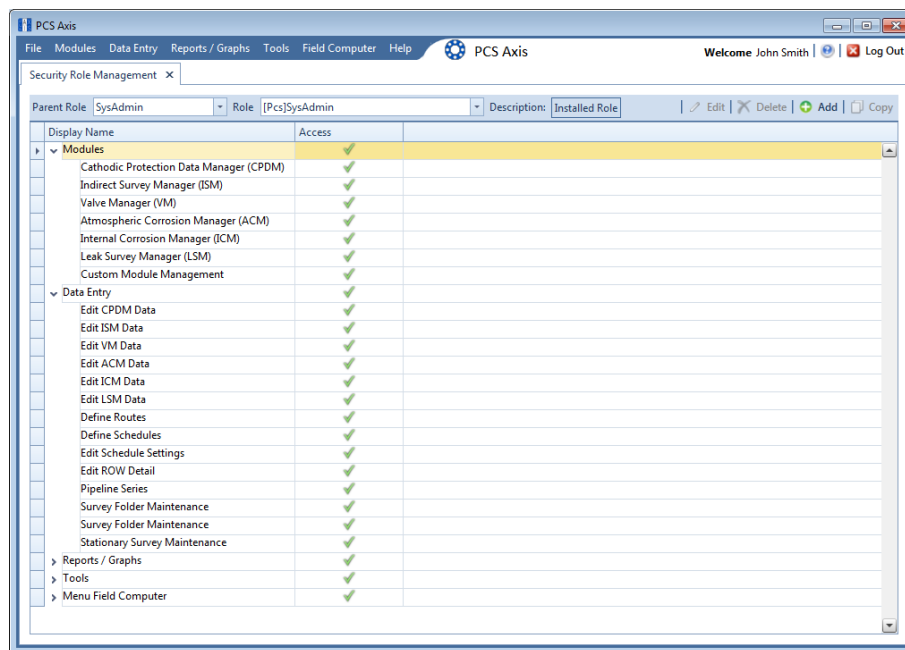 PCS Axis
File Modules Data Entry Reports / Graphs Tools Field Computer Help PCS Axis Welcome John Smith Log Out
Security Role Management
Parent Role SysAdmin Role [Pcs]SysAdmin Description: Installed Role Edit Delete Add Copy
Display Name Access
Modules
Cathodic Protection Data Manager (CPDM)
Indirect Survey Manager (ISM)
Valve Manager (VM)
Atmospheric Corrosion Manager (ACM)
Internal Corrosion Manager (ICM)
Leak Survey Manager (LSM)
Custom Module Management
Data Entry
Edit CPDM Data
Edit ISM Data
Edit VM Data
Edit ACM Data
Edit ICM Data
Edit LSM Data
Define Routes
Define Schedules
Edit Schedule Settings
Edit ROW Detail
Pipeline Series
Survey Folder Maintenance
Survey Folder Maintenance
Stationary Survey Maintenance
Reports / Graphs
Tools
Menu Field Computer